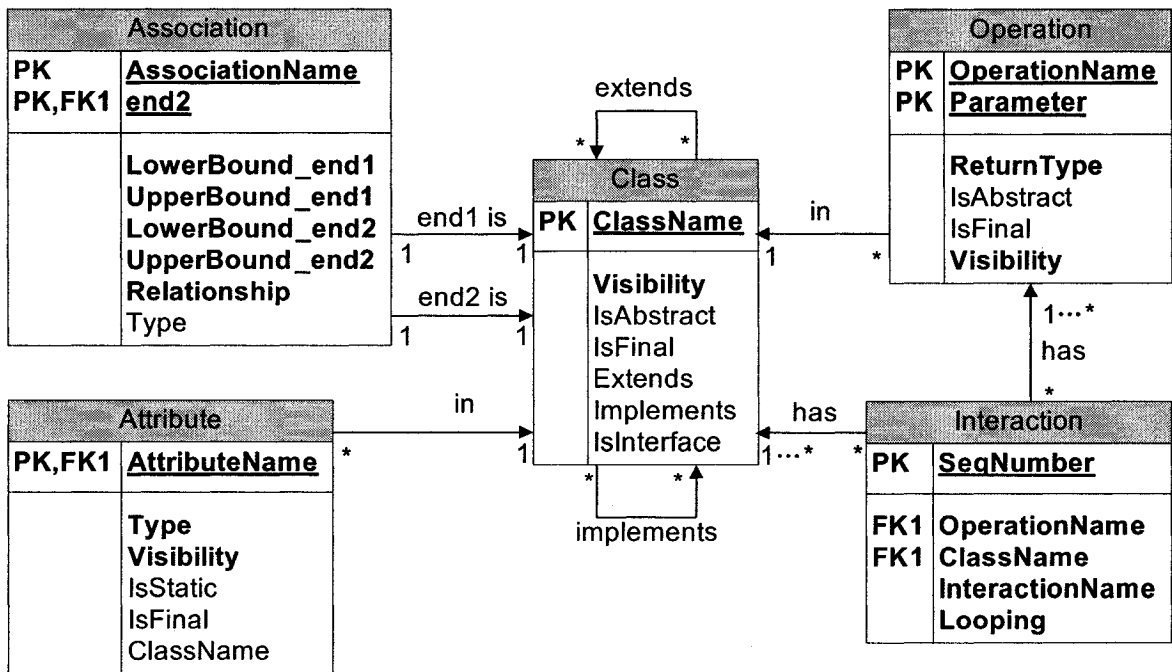 Association
PK AssociationName
PK,FK1 end2
LowerBound_end1
UpperBound_end1
LowerBound_end2
UpperBound_end2
Relationship
Type
end1 is
1 1
end2 is
1 1
extends
* *
Class
PK ClassName
Visibility
IsAbstract
IsFinal
Extends
Implements
IsInterface
* *
implements
Operation
PK OperationName
PK Parameter
ReturnType
IsAbstract
IsFinal
Visibility
in
1 *
1...*
has
*
Attribute
PK,FK1 AttributeName
Type
Visibility
IsStatic
IsFinal
ClassName
in
* 1
has
1...* *
Interaction
PK SeqNumber
FK1 OperationName
FK1 ClassName
InteractionName
Looping